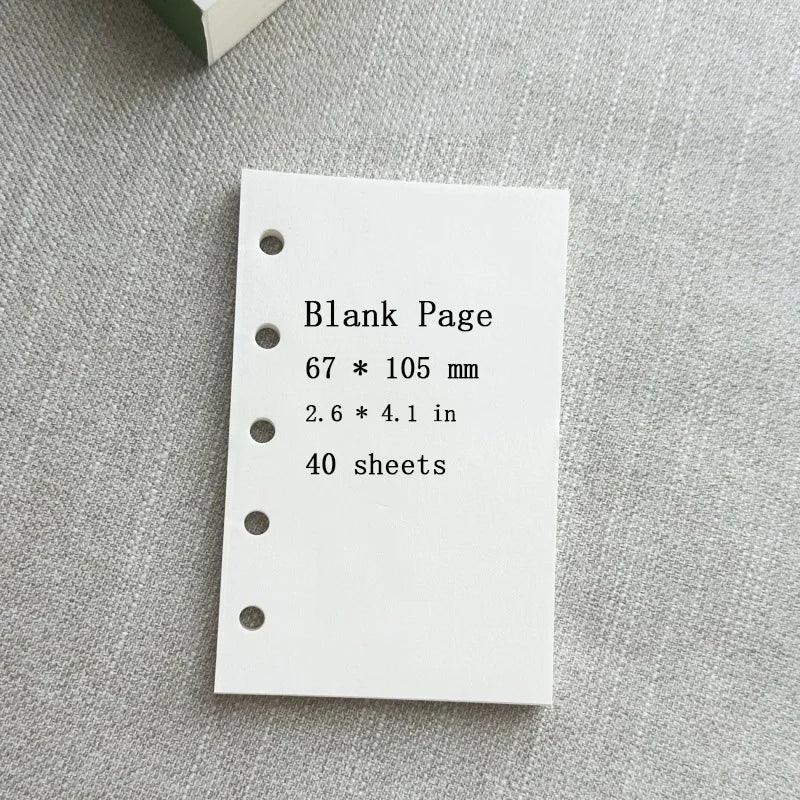 Blank Page
67 * 105 mm
2.6 * 4.1 in
40 sheets